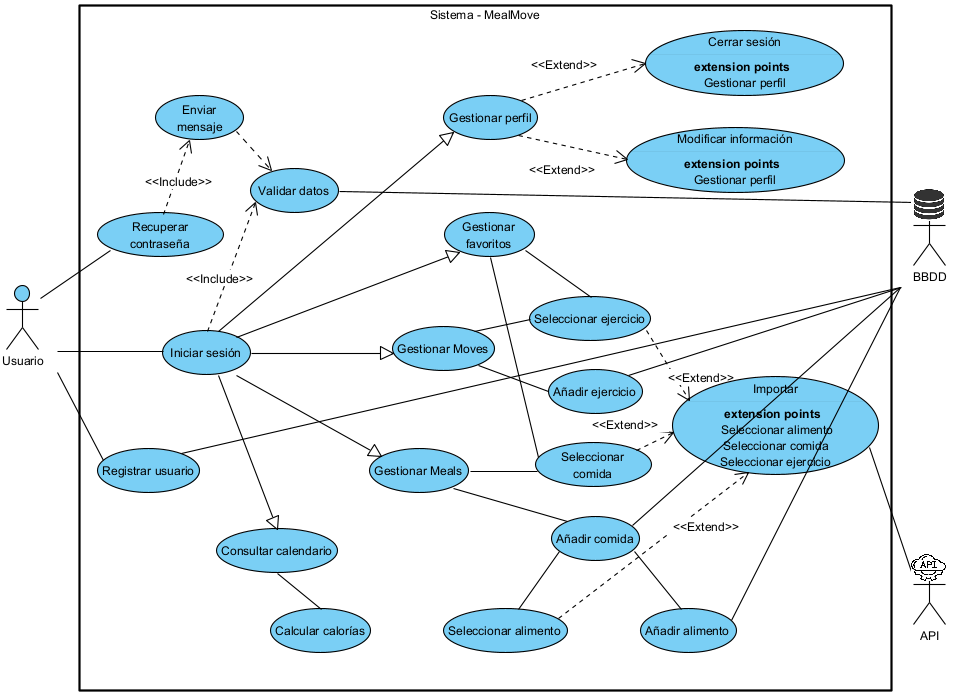 Sistema - MealMove
Cerrar sesión
extension points
Gestionar perfil
<<Extend>>
Enviar
mensaje
Gestionar perfil
Modificar información
extension points
Gestionar perfil
<<Extend>>
<<Include>>
Validar datos
Recuperar
contraseña
Gestionar
favoritos
BBDD
<<Include>>
Usuario
Iniciar sesión
Gestionar Moves
Seleccionar ejercicio
<<Extend>>
Añadir ejercicio
Importar
extension points
Seleccionar alimento
Seleccionar comida
Seleccionar ejercicio
<<Extend>>
Registrar usuario
Gestionar Meals
Seleccionar
comida
<<Extend>>
Consultar calendario
Añadir comida
API
API
Calcular calorías
Seleccionar alimento
Añadir alimento